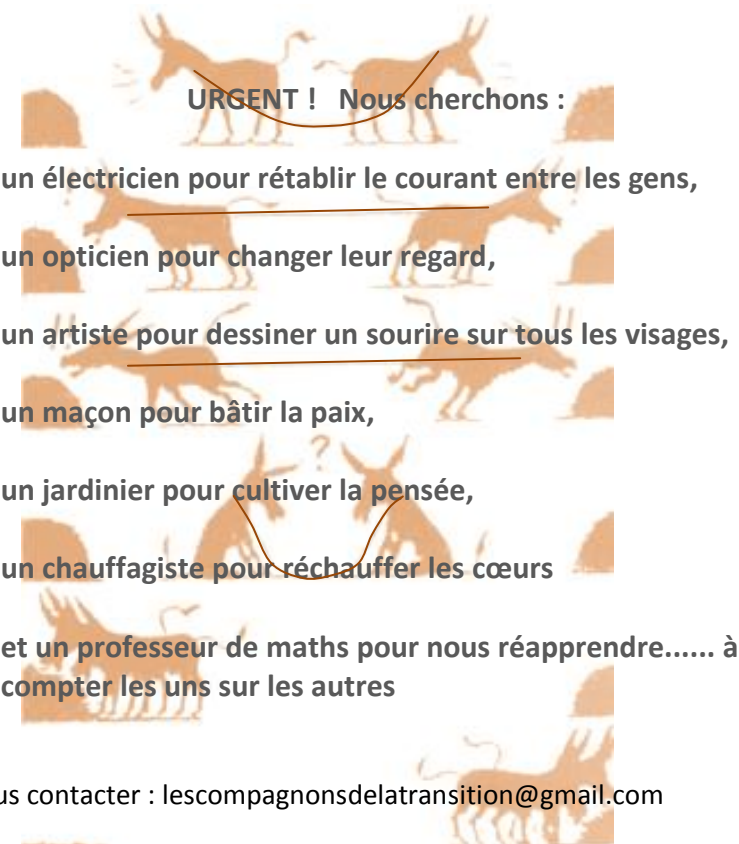 URGENT ! Nous cherchons :
un électricien pour rétablir le courant entre les gens,
un opticien pour changer leur regard,
un artiste pour dessiner un sourire sur tous les visages,
un maçon pour bâtir la paix,
un jardinier pour cultiver la pensée,
?
un chauffagiste pour réchauffer les cœurs
et un professeur de maths pour nous réapprendre...... à
compter les uns sur les autres
us contacter : lescompagnonsdelatransition@gmail.com